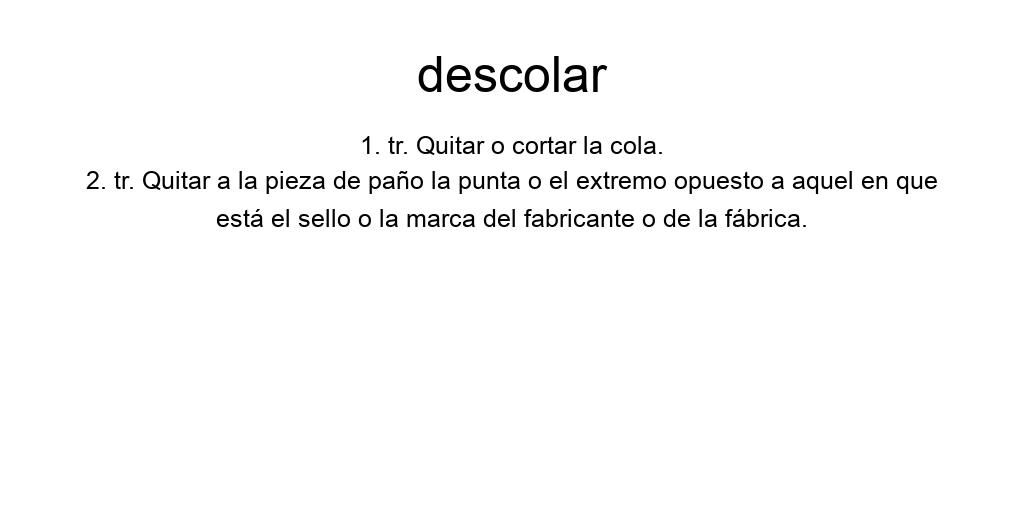 descolar
1. tr. Quitar o cortar la cola.
2. tr. Quitar a la pieza de paño la punta o el extremo opuesto a aquel en que
está el sello o la marca del fabricante o de la fábrica.